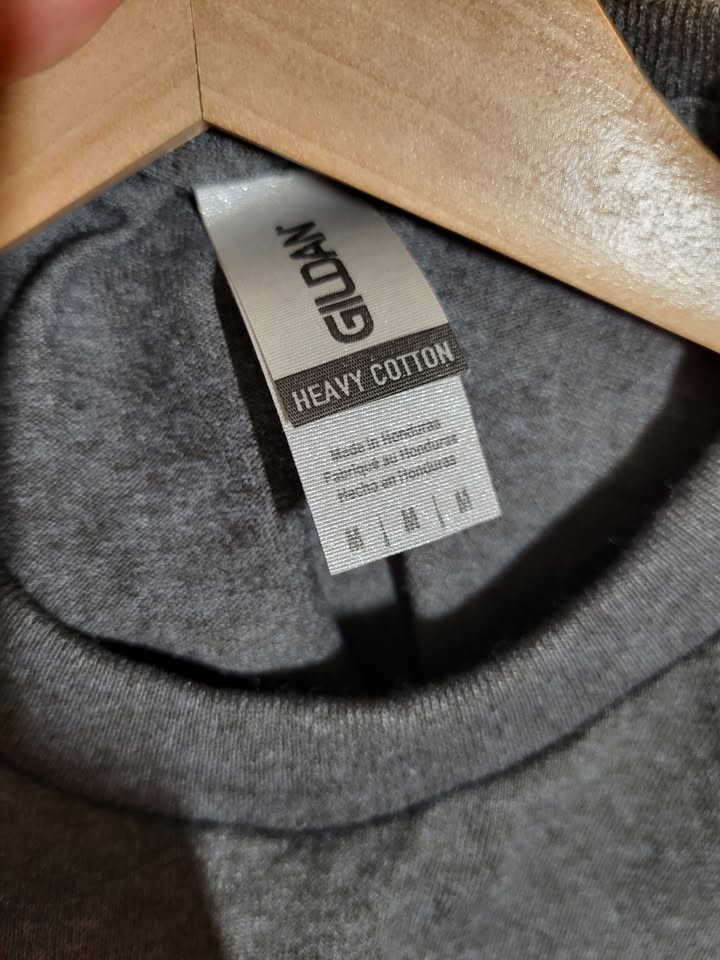 GILDAN
HEAVY COTTON
Made in Honduras
Fabriqué au Honduras
Hecho en Honduras
M | M | M